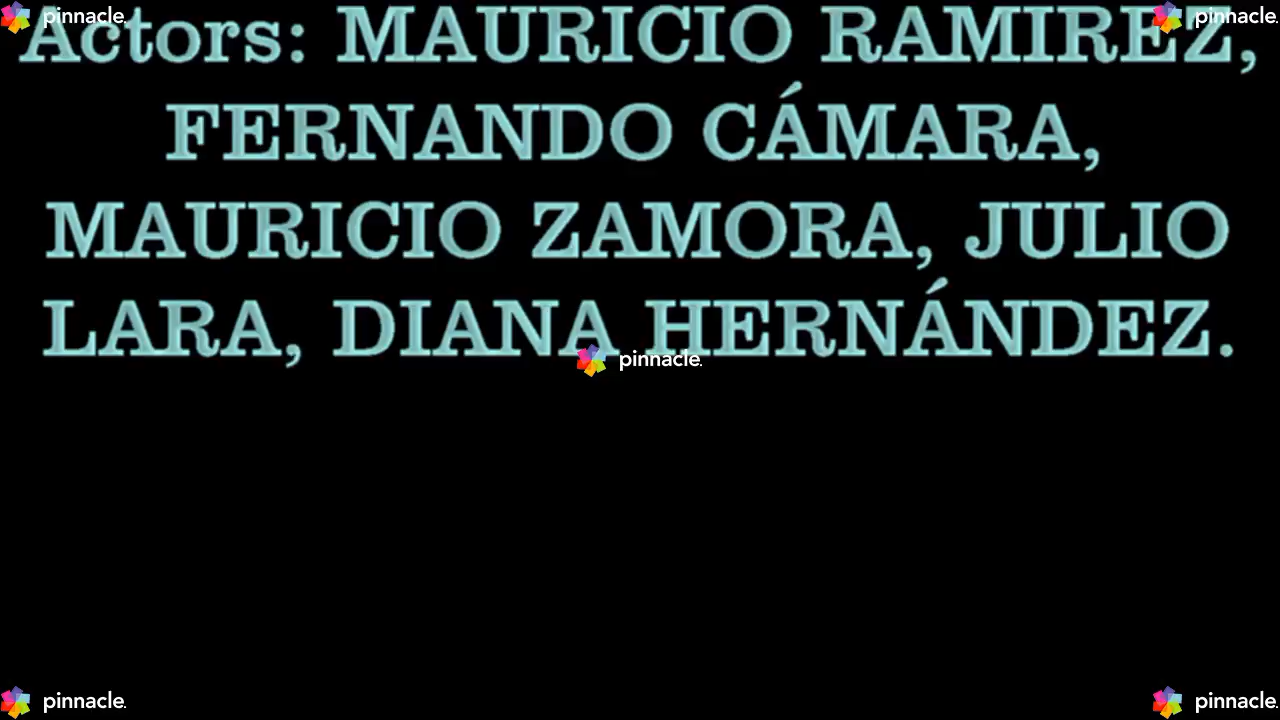 Actors: MAURICIO RAMIREZ,
FERNANDO CÁMARA,
MAURICIO ZAMORA, JULIO
LARA, DIANA HERNÁNDEZ.
pinnacle.
pinnacle.
pinnacle.
pinnacle.
pinnacle.